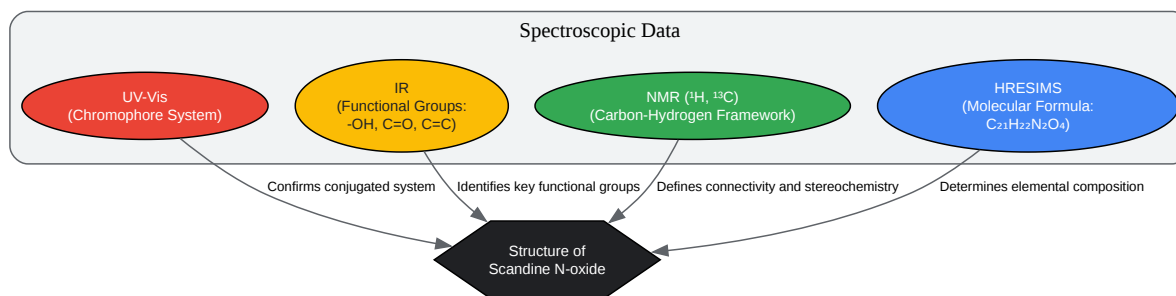 Spectroscopic Data
UV-Vis
(Chromophore System)
IR
(Functional Groups:
-OH, C=O, C=C)
NMR (¹H, ¹³C)
(Carbon-Hydrogen Framework)
HRESIMS
(Molecular Formula:
C₂₁H₂₂N₂O₄)
Confirms conjugated system
Identifies key functional groups
Defines connectivity and stereochemistry
Determines elemental composition
Structure of
Scandine N-oxide